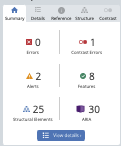 Summary Details Reference Structure Contrast
0 1
Errors Contrast Errors
2 8
Alerts Features
25 30
Structural Elements ARIA
View details ›